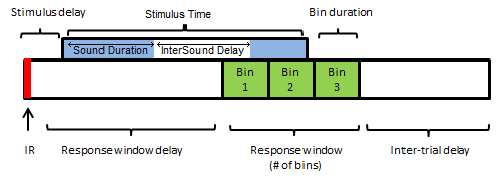 Stimulus delay
Stimulus Time
Bin duration
Sound Duration
InterSound Delay
Bin
1
Bin
2
Bin
3
IR
Response window delay
Response window
(# of bins)
Inter-trial delay